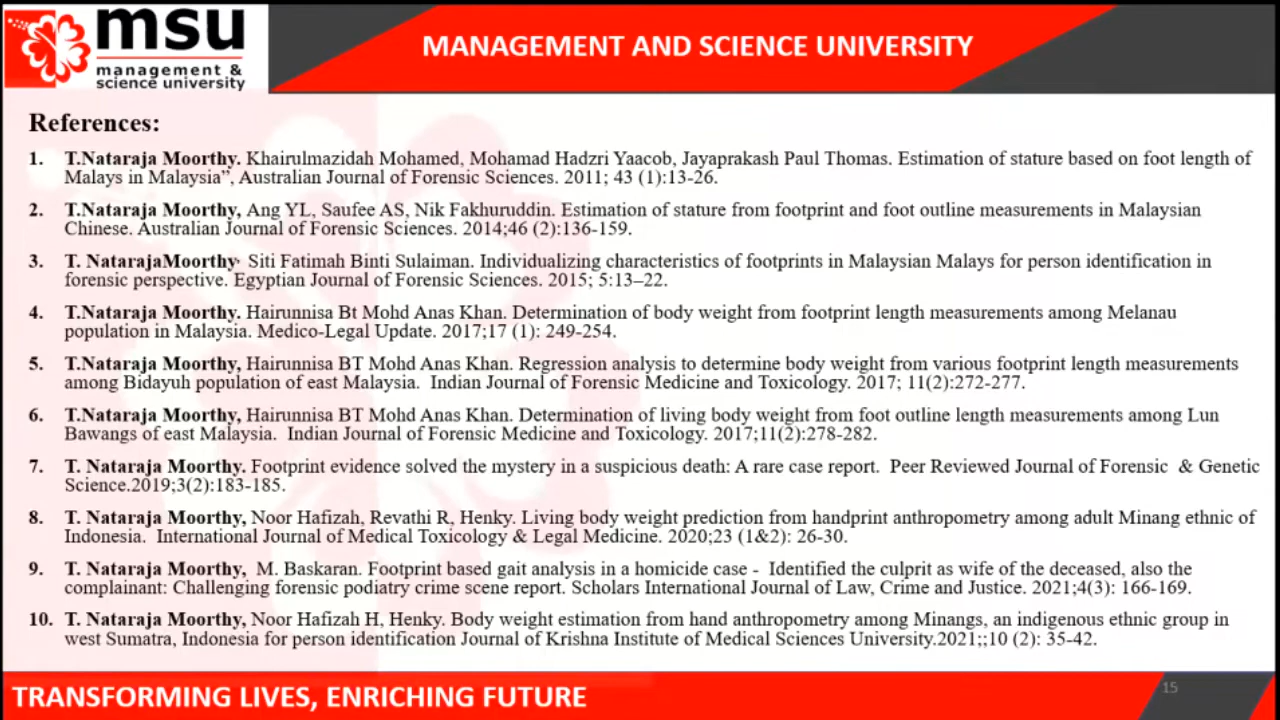 msu
management &
science university
MANAGEMENT AND SCIENCE UNIVERSITY
References:
1. T.Nataraja Moorthy. Khairulmazidah Mohamed, Mohamad Hadzri Yaacob, Jayaprakash Paul Thomas. Estimation of stature based on foot length of
Malays in Malaysia”, Australian Journal of Forensic Sciences. 2011; 43 (1):13-26.
2. T.Nataraja Moorthy, Ang YL, Saufee AS, Nik Fakhuruddin. Estimation of stature from footprint and foot outline measurements in Malaysian
Chinese. Australian Journal of Forensic Sciences. 2014;46 (2):136-159.
3. T. NatarajaMoorthy. Siti Fatimah Binti Sulaiman. Individualizing characteristics of footprints in Malaysian Malays for person identification in
forensic perspective. Egyptian Journal of Forensic Sciences. 2015; 5:13–22.
4. T.Nataraja Moorthy. Hairunnisa Bt Mohd Anas Khan. Determination of body weight from footprint length measurements among Melanau
population in Malaysia. Medico-Legal Update. 2017;17 (1): 249-254.
5. T.Nataraja Moorthy, Hairunnisa BT Mohd Anas Khan. Regression analysis to determine body weight from various footprint length measurements
among Bidayuh population of east Malaysia. Indian Journal of Forensic Medicine and Toxicology. 2017; 11(2):272-277.
6. T.Nataraja Moorthy, Hairunnisa BT Mohd Anas Khan. Determination of living body weight from foot outline length measurements among Lun
Bawangs of east Malaysia. Indian Journal of Forensic Medicine and Toxicology. 2017;11(2):278-282.
7. T. Nataraja Moorthy. Footprint evidence solved the mystery in a suspicious death: A rare case report. Peer Reviewed Journal of Forensic & Genetic
Science.2019;3(2):183-185.
8. T. Nataraja Moorthy, Noor Hafizah, Revathi R, Henky. Living body weight prediction from handprint anthropometry among adult Minang ethnic of
Indonesia. International Journal of Medical Toxicology & Legal Medicine. 2020;23 (1&2): 26-30.
9. T. Nataraja Moorthy, M. Baskaran. Footprint based gait analysis in a homicide case - Identified the culprit as wife of the deceased, also the
complainant: Challenging forensic podiatry crime scene report. Scholars International Journal of Law, Crime and Justice. 2021;4(3): 166-169.
10. T. Nataraja Moorthy, Noor Hafizah H, Henky. Body weight estimation from hand anthropometry among Minangs, an indigenous ethnic group in
west Sumatra, Indonesia for person identification Journal of Krishna Institute of Medical Sciences University.2021;;10 (2): 35-42.
TRANSFORMING LIVES, ENRICHING FUTURE
15